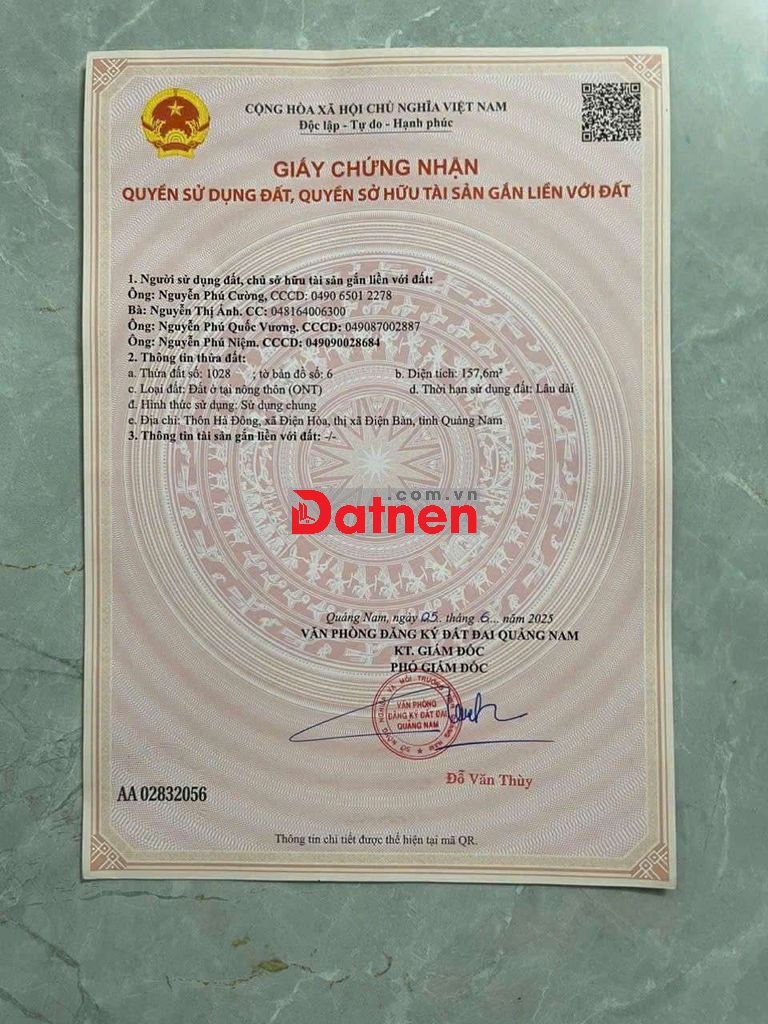 CỘNG HÒA XÃ HỘI CHỦ NGHĨA VIỆT NAM
Độc lập - Tự do - Hạnh phúc
GIẤY CHỨNG NHẬN
QUYỀN SỬ DỤNG ĐẤT, QUYỀN SỞ HỮU TÀI SẢN GẮN LIỀN VỚI ĐẤT
1. Người sử dụng đất, chủ sở hữu tài sản gắn liền với đất:
Ông: Nguyễn Phú Cường, CCCD: 0490 6501 2278
Bà: Nguyễn Thị Ánh. CC: 048164006300
Ông: Nguyễn Phú Quốc Vương. CCCD: 049087002887
Ông: Nguyễn Phú Niệm. CCCD: 049090028684
2. Thông tin thửa đất:
a. Thửa đất số: 1028 ; tờ bản đồ số: 6 b. Diện tích: 157,6m²
c. Loại đất: Đất ở tại nông thôn (ONT) d. Thời hạn sử dụng đất: Lâu dài
đ. Hình thức sử dụng: Sử dụng chung
e. Địa chỉ: Thôn Hà Đông, xã Điện Hòa, thị xã Điện Bàn, tỉnh Quảng Nam
3. Thông tin tài sản gắn liền với đất: -/-
.com.vn
Datnen
Quảng Nam, ngày 05. tháng .6... năm 2025
VĂN PHÒNG ĐĂNG KÝ ĐẤT ĐAI QUẢNG NAM
KT. GIÁM ĐỐC
PHÓ GIÁM ĐỐC
VĂN PHÒNG
ĐĂNG KÝ ĐẤT ĐAI
QUẢNG NAM
Đỗ Văn Thùy
AA 02832056
Thông tin chi tiết được thể hiện tại mã QR.